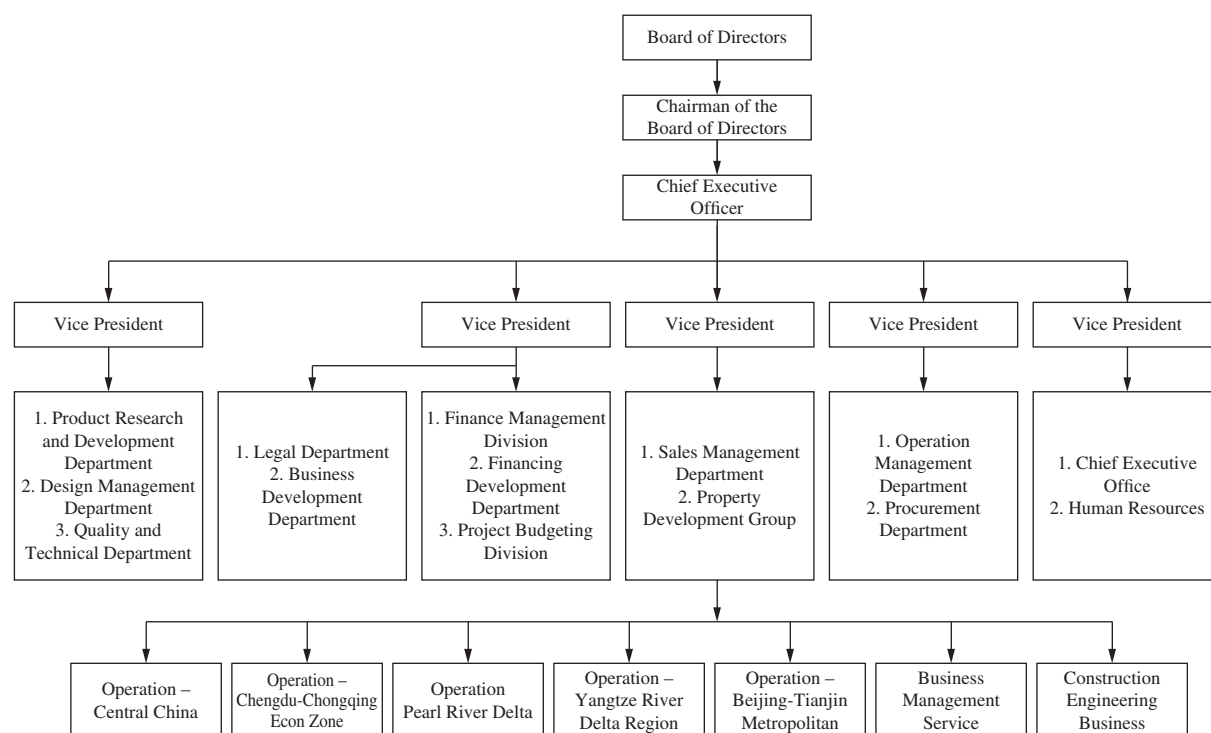 Board of Directors
Chairman of the
Board of Directors
Chief Executive
Officer
Vice President
Vice President
Vice President
Vice President
Vice President
1. Product Research
and Development
Department
2. Design Management
Department
3. Quality and
Technical Department
1. Legal Department
2. Business
Development
Department
1. Finance Management
Division
2. Financing
Development
Department
3. Project Budgeting
Division
1. Sales Management
Department
2. Property
Development Group
1. Operation
Management
Department
2. Procurement
Department
1. Chief Executive
Office
2. Human Resources
Operation –
Central China
Operation –
Chengdu-Chongqing
Econ Zone
Operation
Pearl River Delta
Operation –
Yangtze River
Delta Region
Operation –
Beijing-Tianjin
Metropolitan
Business
Management
Service
Construction
Engineering
Business